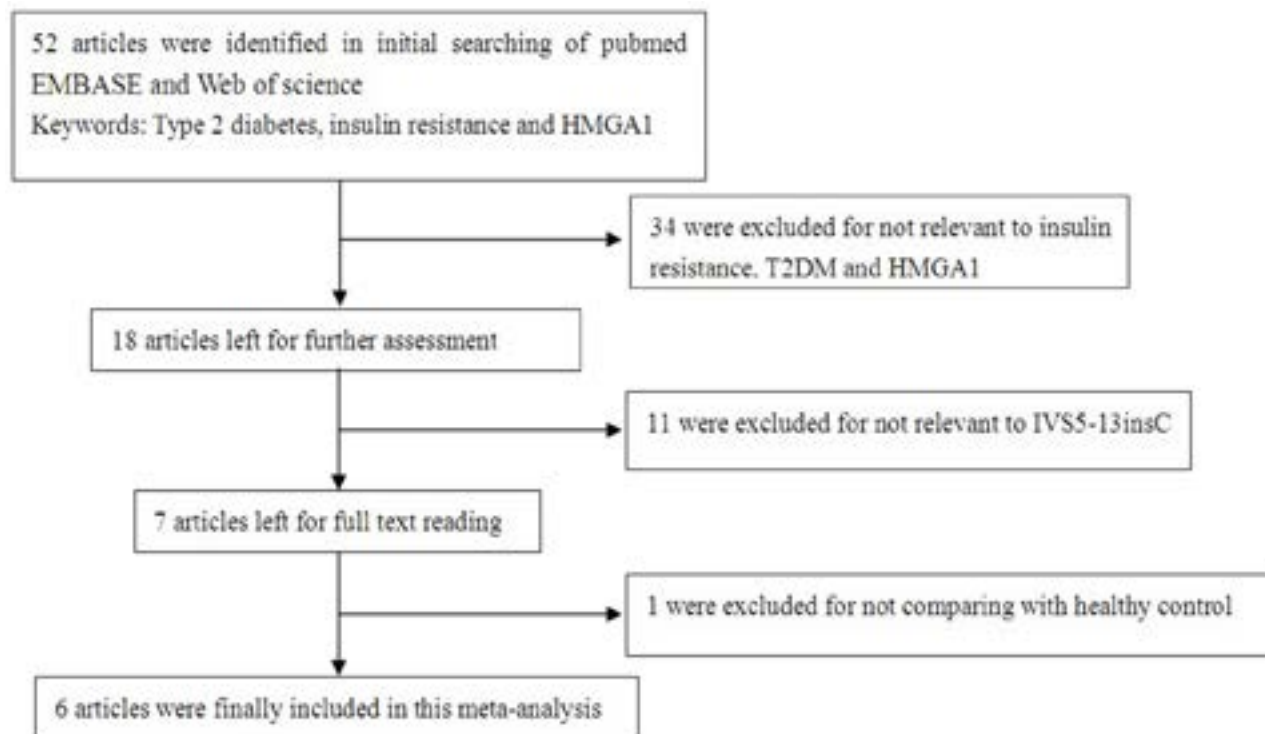 52 articles were identified in initial searching of pubmed
EMBASE and Web of science
Keywords: Type 2 diabetes, insulin resistance and HMGA1
34 were excluded for not relevant to insulin
resistance. T2DM and HMGA1
18 articles left for further assessment
11 were excluded for not relevant to IVS5-13insC
7 articles left for full text reading
1 were excluded for not comparing with healthy control
6 articles were finally included in this meta-analysis